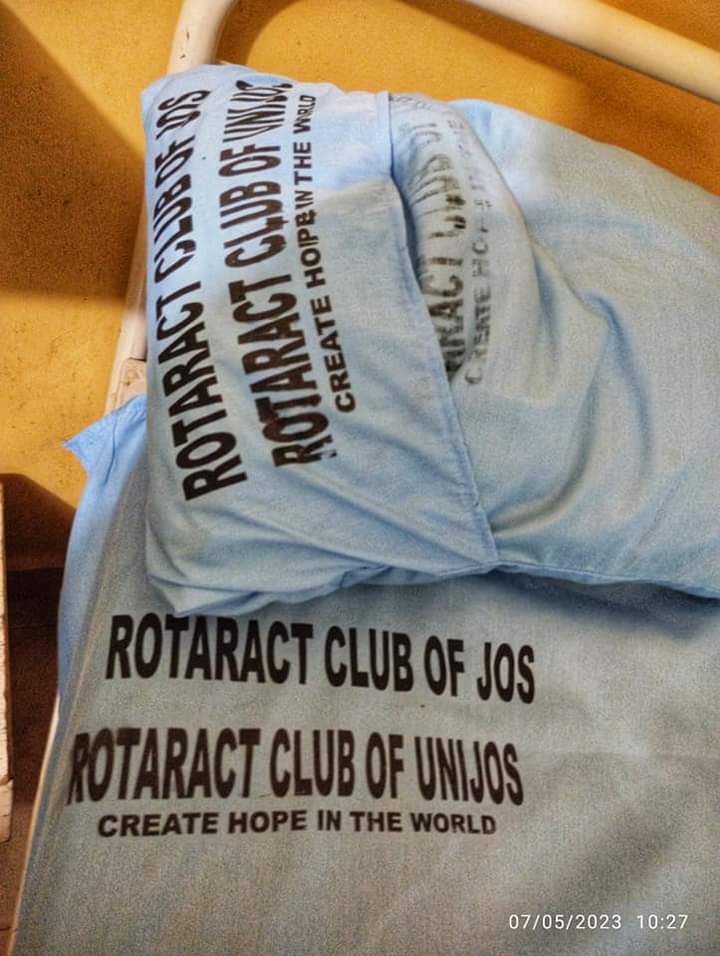 ROTARACT CLUB OF JOS
ROTARACT CLUB OF UNIJOS
CREATE HOPE IN THE WORLD
ROTARACT CLUB OF JOS
ROTARACT CLUB OF UNIJOS
CREATE HOPE IN THE WORLD
07/05/2023 10:27